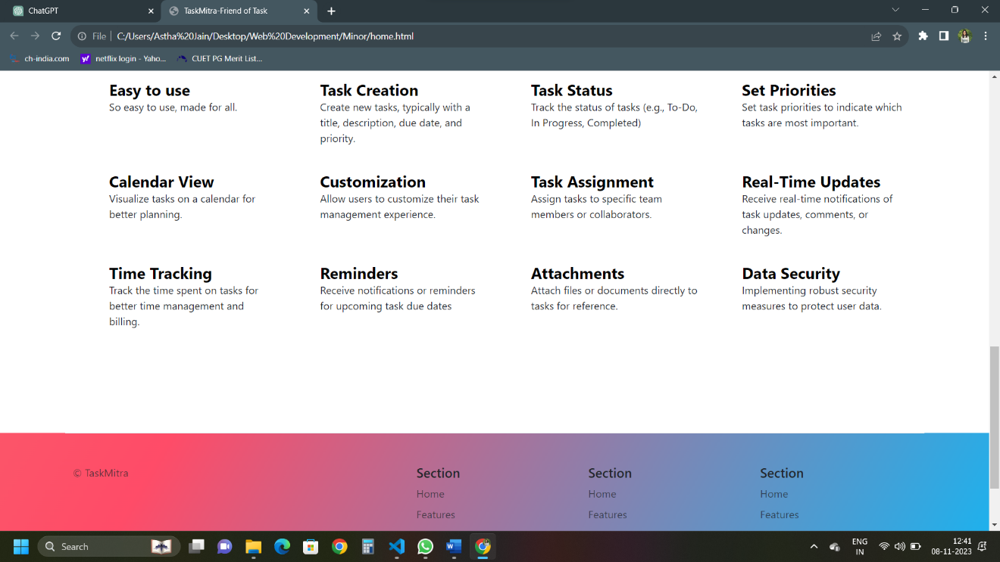 ChatGPT
TaskMitra-Friend of Task
File
C:/Users/Astha%20Jain/Desktop/Web%20Development/Minor/home.html
ch-india.com
netflix login - Yaho...
CUET PG Merit List...
Easy to use
So easy to use, made for all.
Task Creation
Create new tasks, typically with a
title, description, due date, and
priority.
Task Status
Track the status of tasks (e.g., To-Do,
In Progress, Completed)
Set Priorities
Set task priorities to indicate which
tasks are most important.
Calendar View
Visualize tasks on a calendar for
better planning.
Customization
Allow users to customize their task
management experience.
Task Assignment
Assign tasks to specific team
members or collaborators.
Real-Time Updates
Receive real-time notifications of
task updates, comments, or
changes.
Time Tracking
Track the time spent on tasks for
better time management and
billing.
Reminders
Receive notifications or reminders
for upcoming task due dates
Attachments
Attach files or documents directly to
tasks for reference.
Data Security
Implementing robust security
measures to protect user data.
© TaskMitra
Section
Home
Features
Section
Home
Features
Section
Home
Features
Search
ENG
IN
12:41
08-11-2023